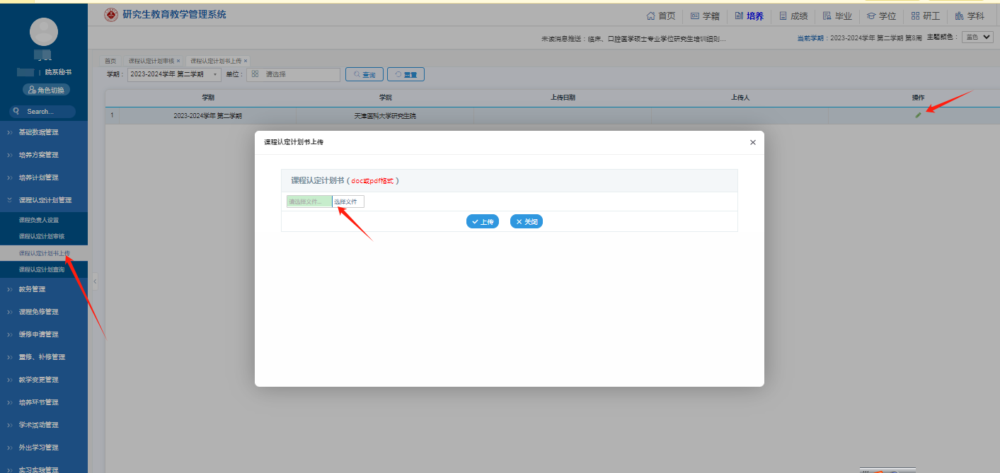 研究生教育教学管理系统
首页 学籍 培养 成绩 毕业 学位 研工 学科
未读消息推送：临床、口腔医学硕士专业学位研究生培训细则...
当前学期：2023-2024学年 第二学期 第8周 主题颜色： 蓝色
| 院系秘书
角色切换
Search...
基础数据管理
培养方案管理
培养计划管理
课程认定计划管理
课程负责人设置
课程认定计划审核
课程认定计划书上传
课程认定计划查询
教务管理
课程免修管理
缓修申请管理
重修、补修管理
教学变更管理
培养环节管理
学术活动管理
外出学习管理
实习实践管理
首页 课程认定计划审核 × 课程认定计划书上传 ×
学期： 2023-2024学年 第二学期 单位： 请选择 查询 重置
学期 学院 上传日期 上传人 操作
1 2023-2024学年 第二学期 天津医科大学研究生院
课程认定计划书上传 ×
课程认定计划书（doc或pdf格式）
请选择文件... 选择文件
上传 关闭